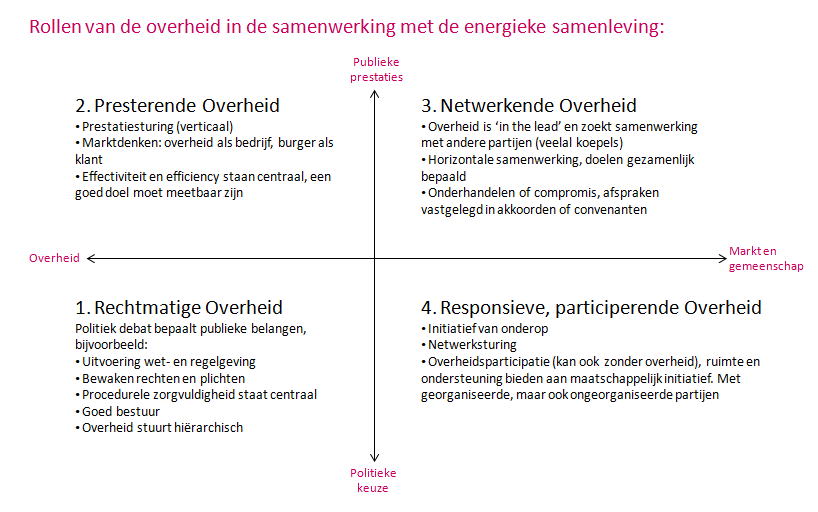 Rollen van de overheid in de samenwerking met de energieke samenleving:
Publieke
prestaties
2. Presterende Overheid
• Prestatiesturing (verticaal)
• Marktdenken: overheid als bedrijf, burger als
klant
• Effectiviteit en efficiency staan centraal, een
goed doel moet meetbaar zijn
3. Netwerkende Overheid
• Overheid is ‘in the lead’ en zoekt samenwerking
met andere partijen (veelal koepels)
• Horizontale samenwerking, doelen gezamenlijk
bepaald
• Onderhandelen of compromis, afspraken
vastgelegd in akkoorden of convenanten
Overheid
Markt en
gemeenschap
1. Rechtmatige Overheid
Politiek debat bepaalt publieke belangen,
bijvoorbeeld:
• Uitvoering wet- en regelgeving
• Bewaken rechten en plichten
• Procedurele zorgvuldigheid staat centraal
• Goed bestuur
• Overheid stuurt hiërarchisch
4. Responsieve, participerende Overheid
• Initiatief van onderop
• Netwerksturing
• Overheidsparticipatie (kan ook zonder overheid), ruimte en
ondersteuning bieden aan maatschappelijk initiatief. Met
georganiseerde, maar ook ongeorganiseerde partijen
Politieke
keuze